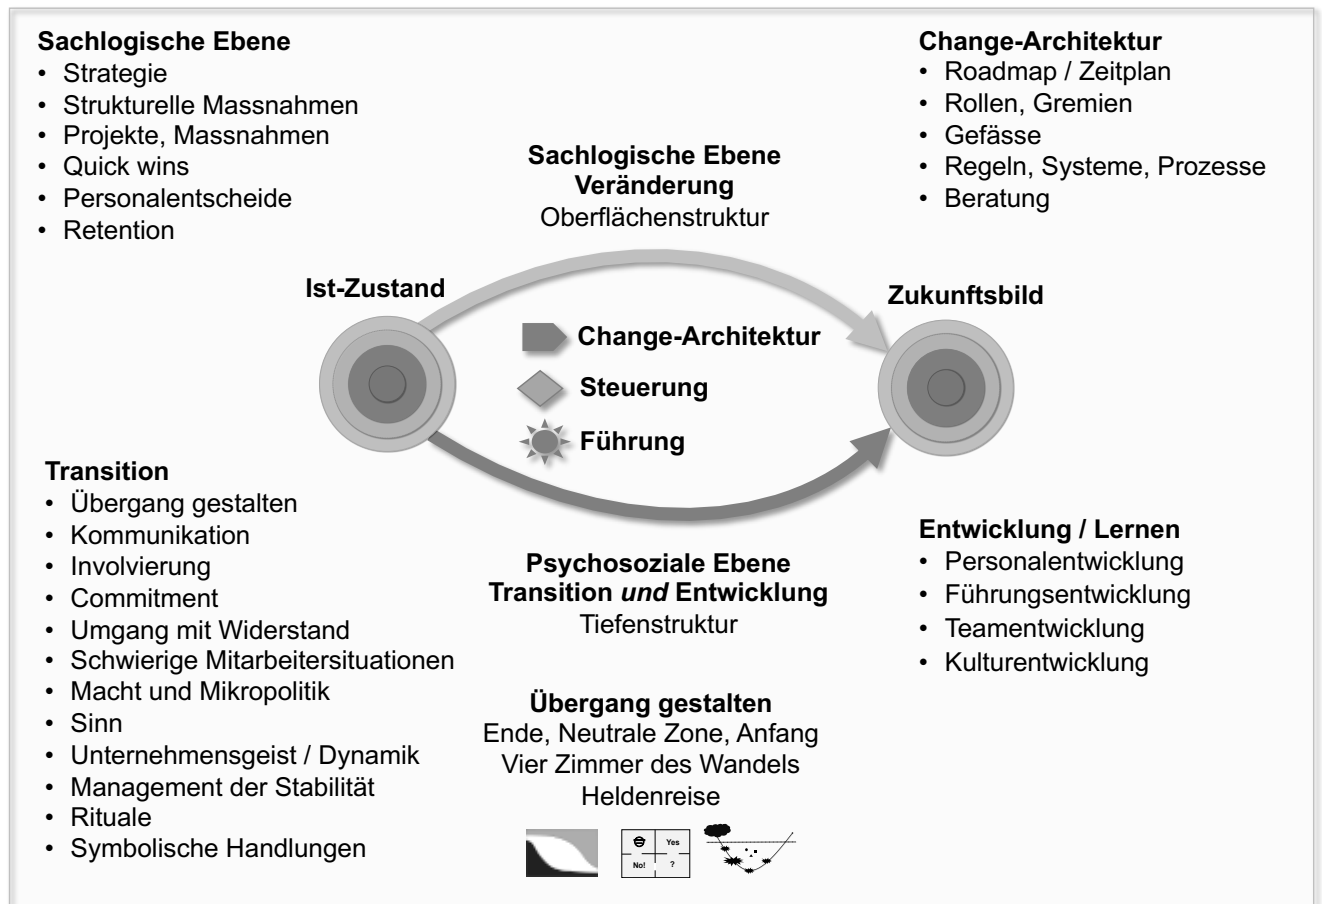 Sachlogische Ebene
• Strategie
• Strukturelle Massnahmen
• Projekte, Massnahmen
• Quick wins
• Personalentscheide
• Retention
Change-Architektur
• Roadmap / Zeitplan
• Rollen, Gremien
• Gefässe
• Regeln, Systeme, Prozesse
• Beratung
Sachlogische Ebene
Veränderung
Oberflächenstruktur
Ist-Zustand
Zukunftsbild
Change-Architektur
Steuerung
Führung
Transition
• Übergang gestalten
• Kommunikation
• Involvierung
• Commitment
• Umgang mit Widerstand
• Schwierige Mitarbeitersituationen
• Macht und Mikropolitik
• Sinn
• Unternehmensgeist / Dynamik
• Management der Stabilität
• Rituale
• Symbolische Handlungen
Psychosoziale Ebene
Transition und Entwicklung
Tiefenstruktur
Entwicklung / Lernen
• Personalentwicklung
• Führungsentwicklung
• Teamentwicklung
• Kulturentwicklung
Übergang gestalten
Ende, Neutrale Zone, Anfang
Vier Zimmer des Wandels
Heldenreise
Yes
No!
?